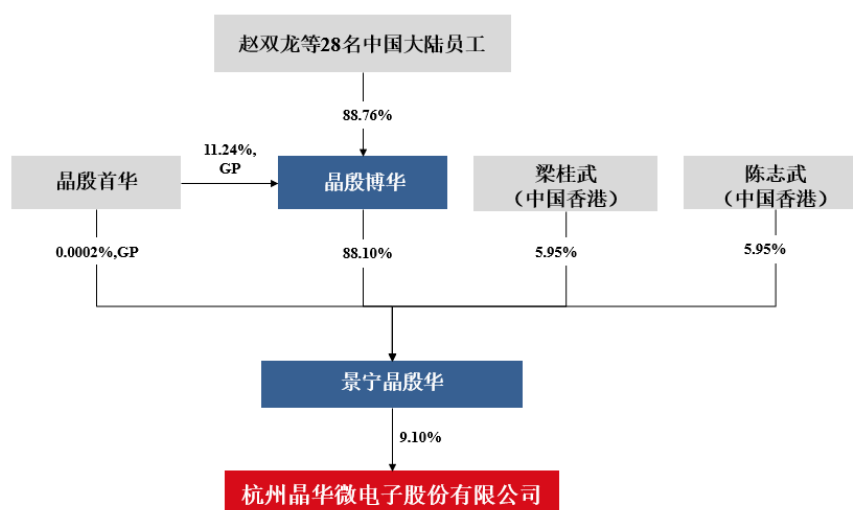 赵双龙等28名中国大陆员工
88.76%
11.24%,
GP
晶殷首华
晶殷博华
梁桂武
（中国香港）
陈志武
（中国香港）
0.0002%,GP
88.10%
5.95%
5.95%
景宁晶殷华
9.10%
杭州晶华微电子股份有限公司